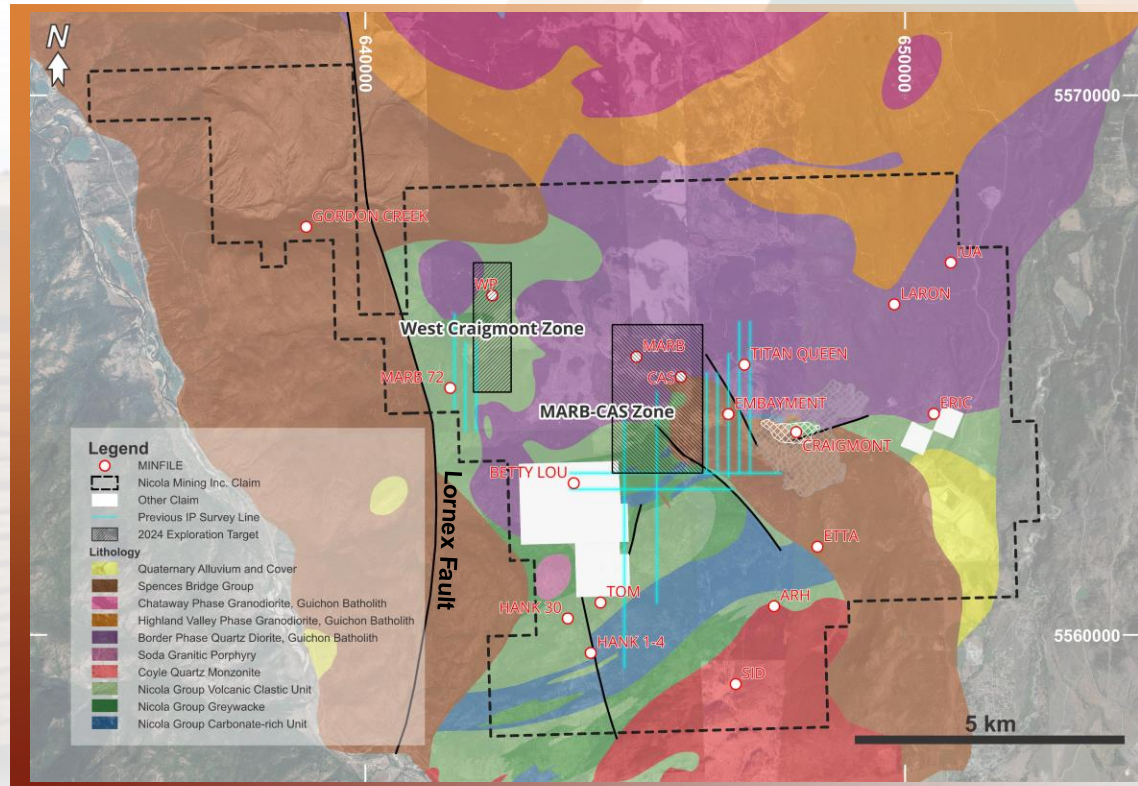 N
640000
650000
5570000
GORDON CREEK
IUA
LARON
WP
West Craigmont Zone
MARB
TITAN QUEEN
CAS
MARB 72
MARB-CAS Zone
EMBAYMENT
ERIC
CRAIGMONT
BETTY LOU
Lornex Fault
ETTA
TOM
ARH
HANK 30
5560000
HANK 1-4
SID
5 km
Legend
MINFILE
Nicola Mining Inc. Claim
Other Claim
Previous IP Survey Line
2024 Exploration Target
Lithology
Quaternary Alluvium and Cover
Spences Bridge Group
Chataway Phase Granodiorite, Guichon Batholith
Highland Valley Phase Granodiorite, Guichon Batholith
Border Phase Quartz Diorite, Guichon Batholith
Soda Granitic Porphyry
Coyle Quartz Monzonite
Nicola Group Volcanic Clastic Unit
Nicola Group Greywacke
Nicola Group Carbonate-rich Unit